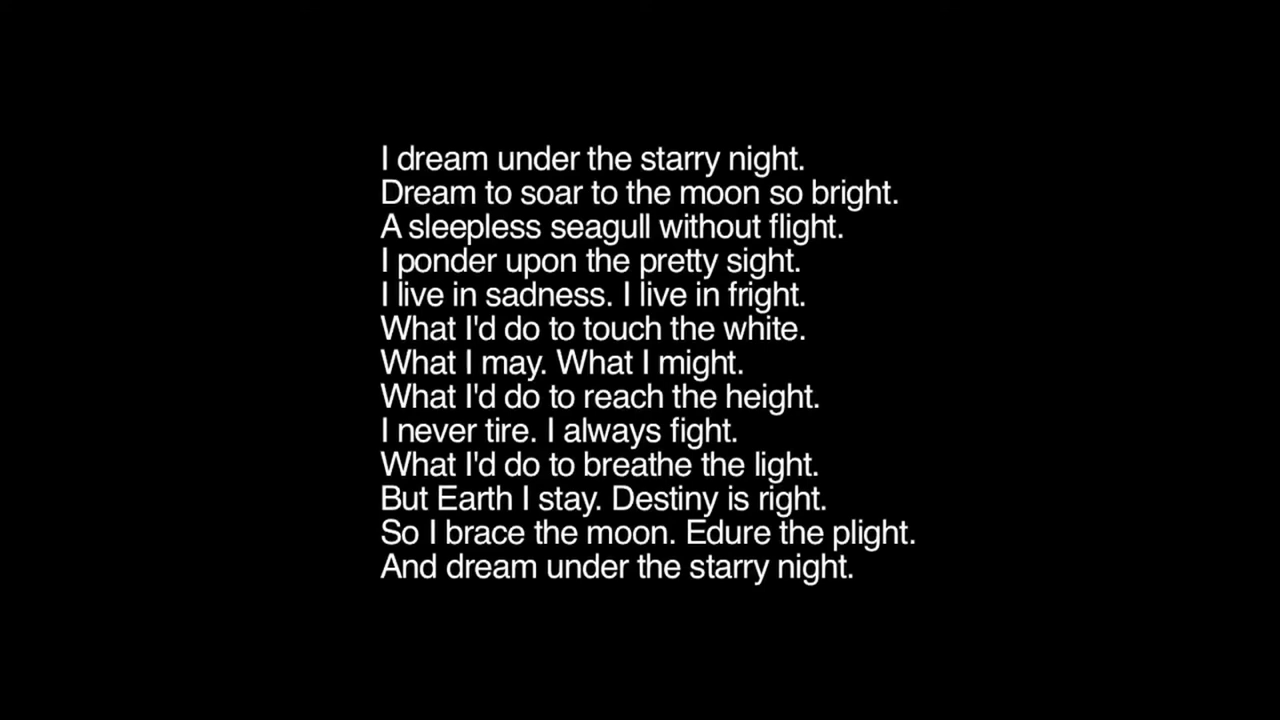 I dream under the starry night.
Dream to soar to the moon so bright.
A sleepless seagull without flight.
I ponder upon the pretty sight.
I live in sadness. I live in fright.
What I'd do to touch the white.
What I may. What I might.
What I'd do to reach the height.
I never tire. I always fight.
What I'd do to breathe the light.
But Earth I stay. Destiny is right.
So I brace the moon. Edure the plight.
And dream under the starry night.